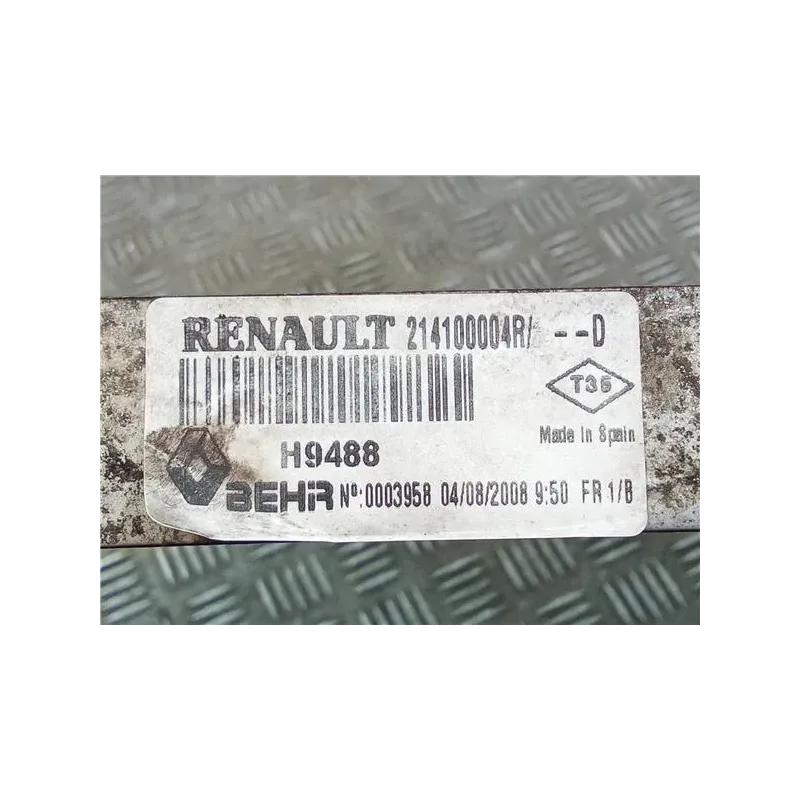 RENAULT 214100004R/ --D
T35
Made in Spain
H9488
BEHR Nº:0003958 04/08/2008 9:50 FR 1/B